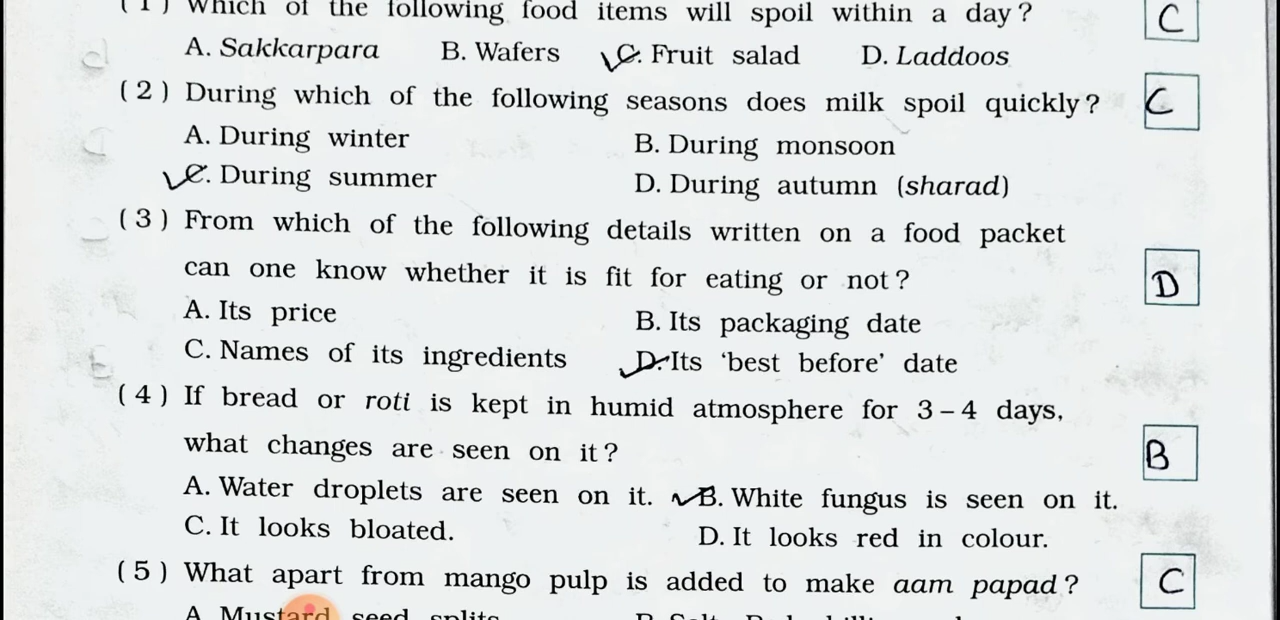 (1) Which of the following food items will spoil within a day? C
A. Sakkarpara B. Wafers C. Fruit salad D. Laddoos
(2) During which of the following seasons does milk spoil quickly? C
A. During winter B. During monsoon
C. During summer D. During autumn (sharad)
(3) From which of the following details written on a food packet
can one know whether it is fit for eating or not? D
A. Its price B. Its packaging date
C. Names of its ingredients D. Its 'best before' date
(4) If bread or roti is kept in humid atmosphere for 3-4 days,
what changes are seen on it? B
A. Water droplets are seen on it. B. White fungus is seen on it.
C. It looks bloated. D. It looks red in colour.
(5) What apart from mango pulp is added to make aam papad? C
A. Mustard seed splits